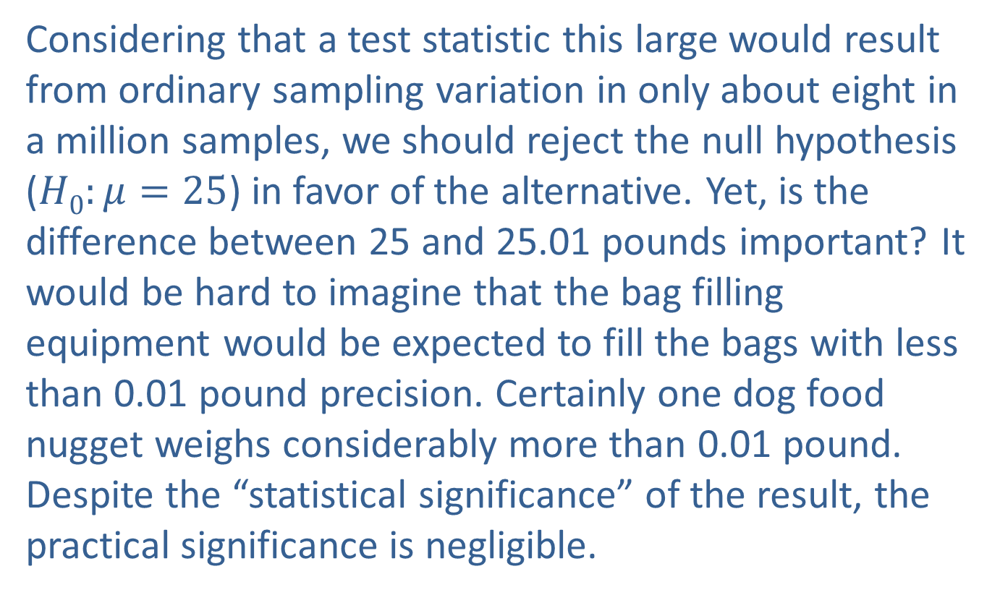 Considering that a test statistic this large would result
from ordinary sampling variation in only about eight in
a million samples, we should reject the null hypothesis
(𝐻₀: 𝜇 = 25) in favor of the alternative. Yet, is the
difference between 25 and 25.01 pounds important? It
would be hard to imagine that the bag filling
equipment would be expected to fill the bags with less
than 0.01 pound precision. Certainly one dog food
nugget weighs considerably more than 0.01 pound.
Despite the “statistical significance” of the result, the
practical significance is negligible.